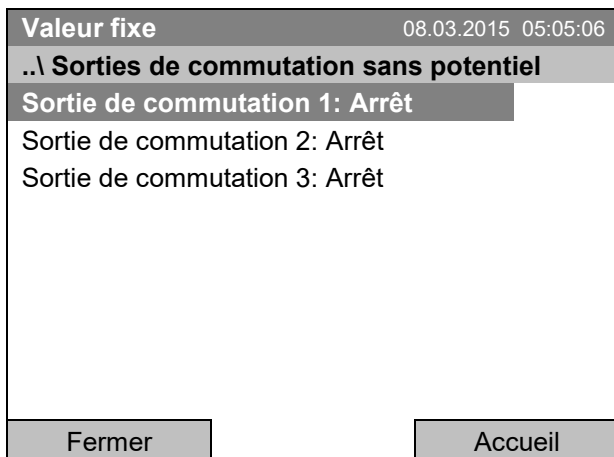 Valeur fixe 08.03.2015 05:05:06
..\ Sorties de commutation sans potentiel
Sortie de commutation 1: Arrêt
Sortie de commutation 2: Arrêt
Sortie de commutation 3: Arrêt
Fermer Accueil